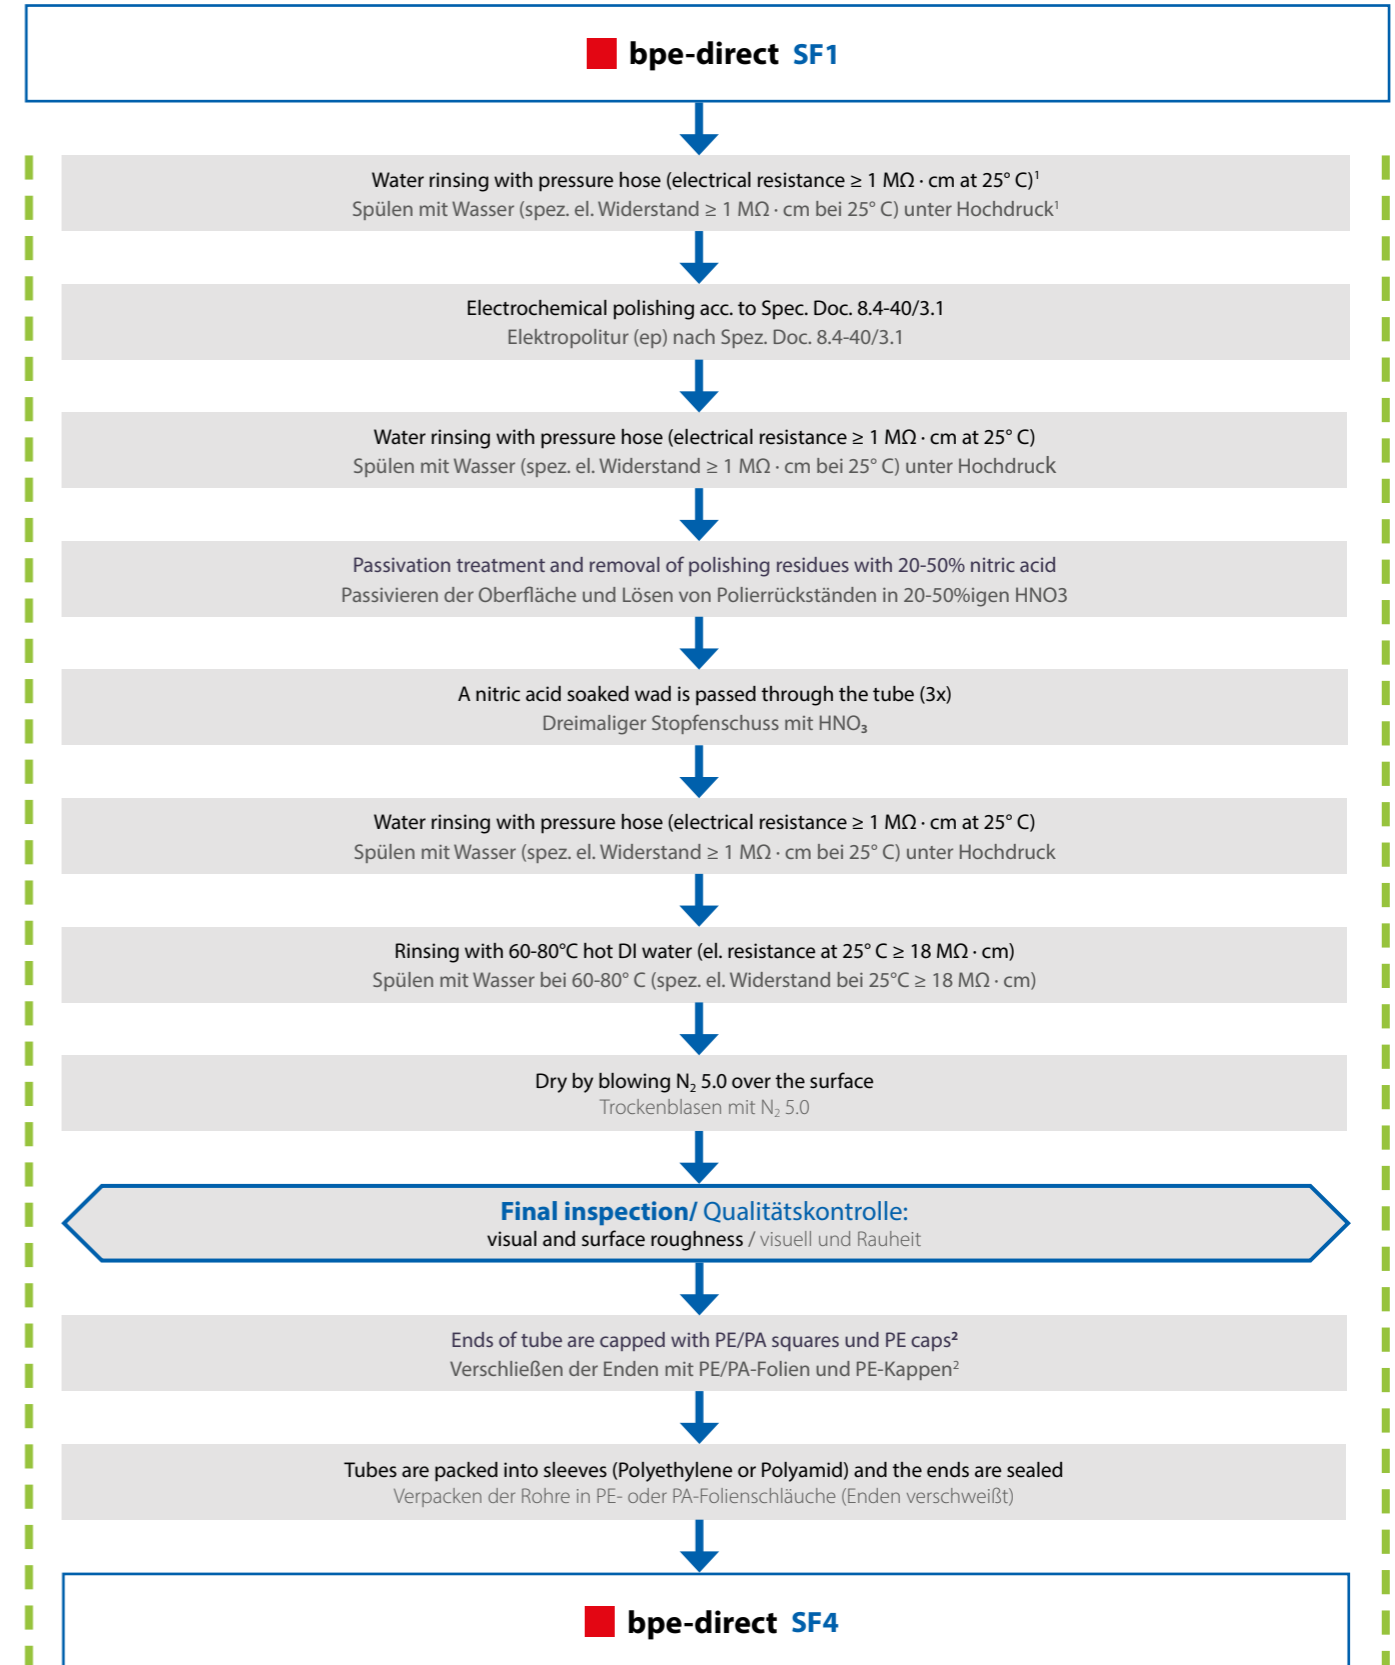 bpe-direct SF1
Water rinsing with pressure hose (electrical resistance ≥ 1 MΩ · cm at 25° C)¹
Spülen mit Wasser (spez. el. Widerstand ≥ 1 MΩ · cm bei 25° C) unter Hochdruck¹
Electrochemical polishing acc. to Spec. Doc. 8.4-40/3.1
Elektropolitur (ep) nach Spez. Doc. 8.4-40/3.1
Water rinsing with pressure hose (electrical resistance ≥ 1 MΩ · cm at 25° C)
Spülen mit Wasser (spez. el. Widerstand ≥ 1 MΩ · cm bei 25° C) unter Hochdruck
Passivation treatment and removal of polishing residues with 20-50% nitric acid
Passivieren der Oberfläche und Lösen von Polierrückständen in 20-50%igen HNO3
A nitric acid soaked wad is passed through the tube (3x)
Dreimaliger Stopfenschuss mit HNO₃
Water rinsing with pressure hose (electrical resistance ≥ 1 MΩ · cm at 25° C)
Spülen mit Wasser (spez. el. Widerstand ≥ 1 MΩ · cm bei 25° C) unter Hochdruck
Rinsing with 60-80°C hot DI water (el. resistance at 25° C ≥ 18 MΩ · cm)
Spülen mit Wasser bei 60-80° C (spez. el. Widerstand bei 25°C ≥ 18 MΩ · cm)
Dry by blowing N₂ 5.0 over the surface
Trockenblasen mit N₂ 5.0
Final inspection/ Qualitätskontrolle:
visual and surface roughness / visuell und Rauheit
Ends of tube are capped with PE/PA squares und PE caps²
Verschließen der Enden mit PE/PA-Folien und PE-Kappen²
Tubes are packed into sleeves (Polyethylene or Polyamid) and the ends are sealed
Verpacken der Rohre in PE- oder PA-Folienschläuche (Enden verschweißt)
bpe-direct SF4